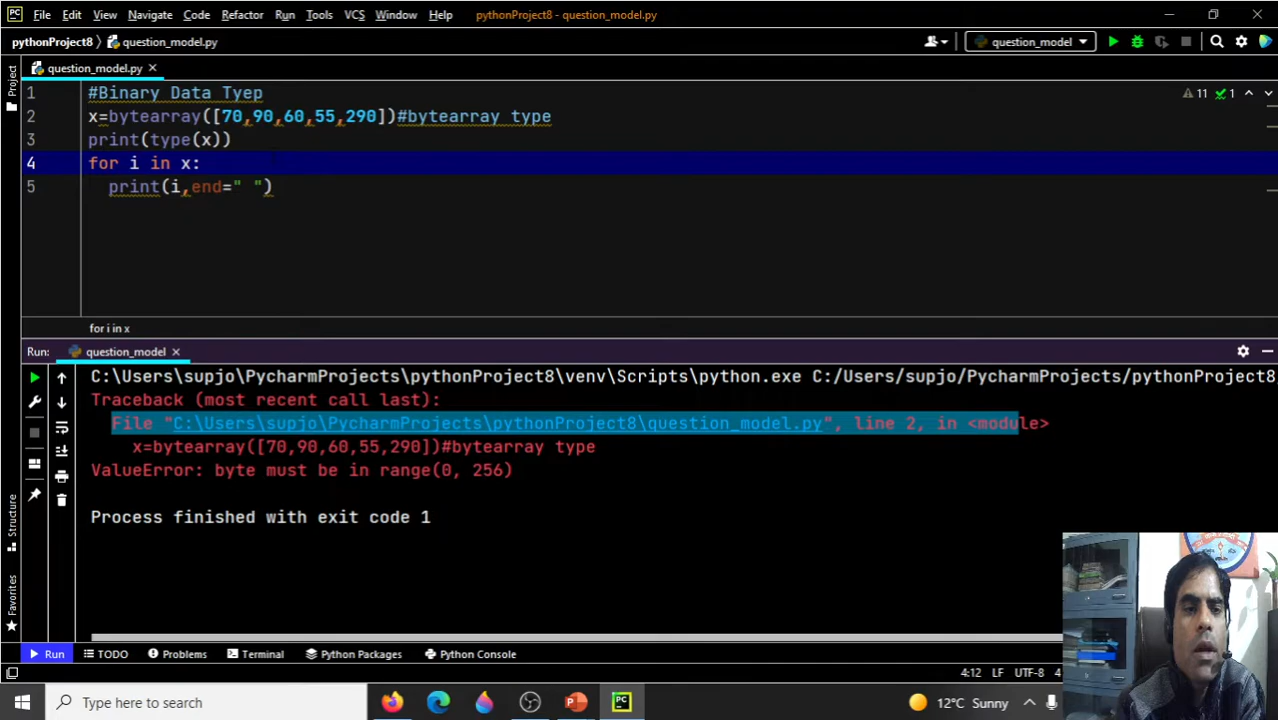 File Edit View Navigate Code Refactor Run Tools VCS Window Help pythonProject8 - question_model.py
pythonProject8 question_model.py question_model
Project
question_model.py
1 #Binary Data Tyep
11 1
2 x=bytearray([70,90,60,55,290])#bytearray type
3 print(type(x))
4 for i in x:
5 print(i,end=" ")
for i in x
Run: question_model
C:\Users\supjo\PycharmProjects\pythonProject8\venv\Scripts\python.exe C:/Users/supjo/PycharmProjects/pythonProject8
Traceback (most recent call last):
File "C:\Users\supjo\PycharmProjects\pythonProject8\question_model.py", line 2, in <module>
x=bytearray([70,90,60,55,290])#bytearray type
ValueError: byte must be in range(0, 256)
Process finished with exit code 1
Structure
Favorites
Run TODO Problems Terminal Python Packages Python Console
4:12 LF UTF-8 4
Type here to search
12°C Sunny